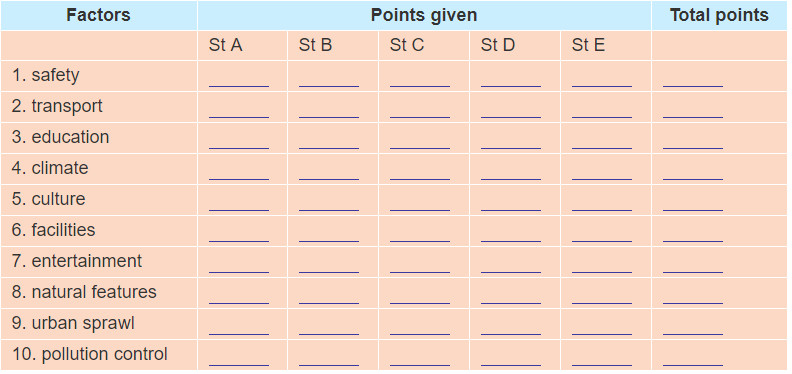 Factors Points given Total points
St A St B St C St D St E
1. safety
2. transport
3. education
4. climate
5. culture
6. facilities
7. entertainment
8. natural features
9. urban sprawl
10. pollution control